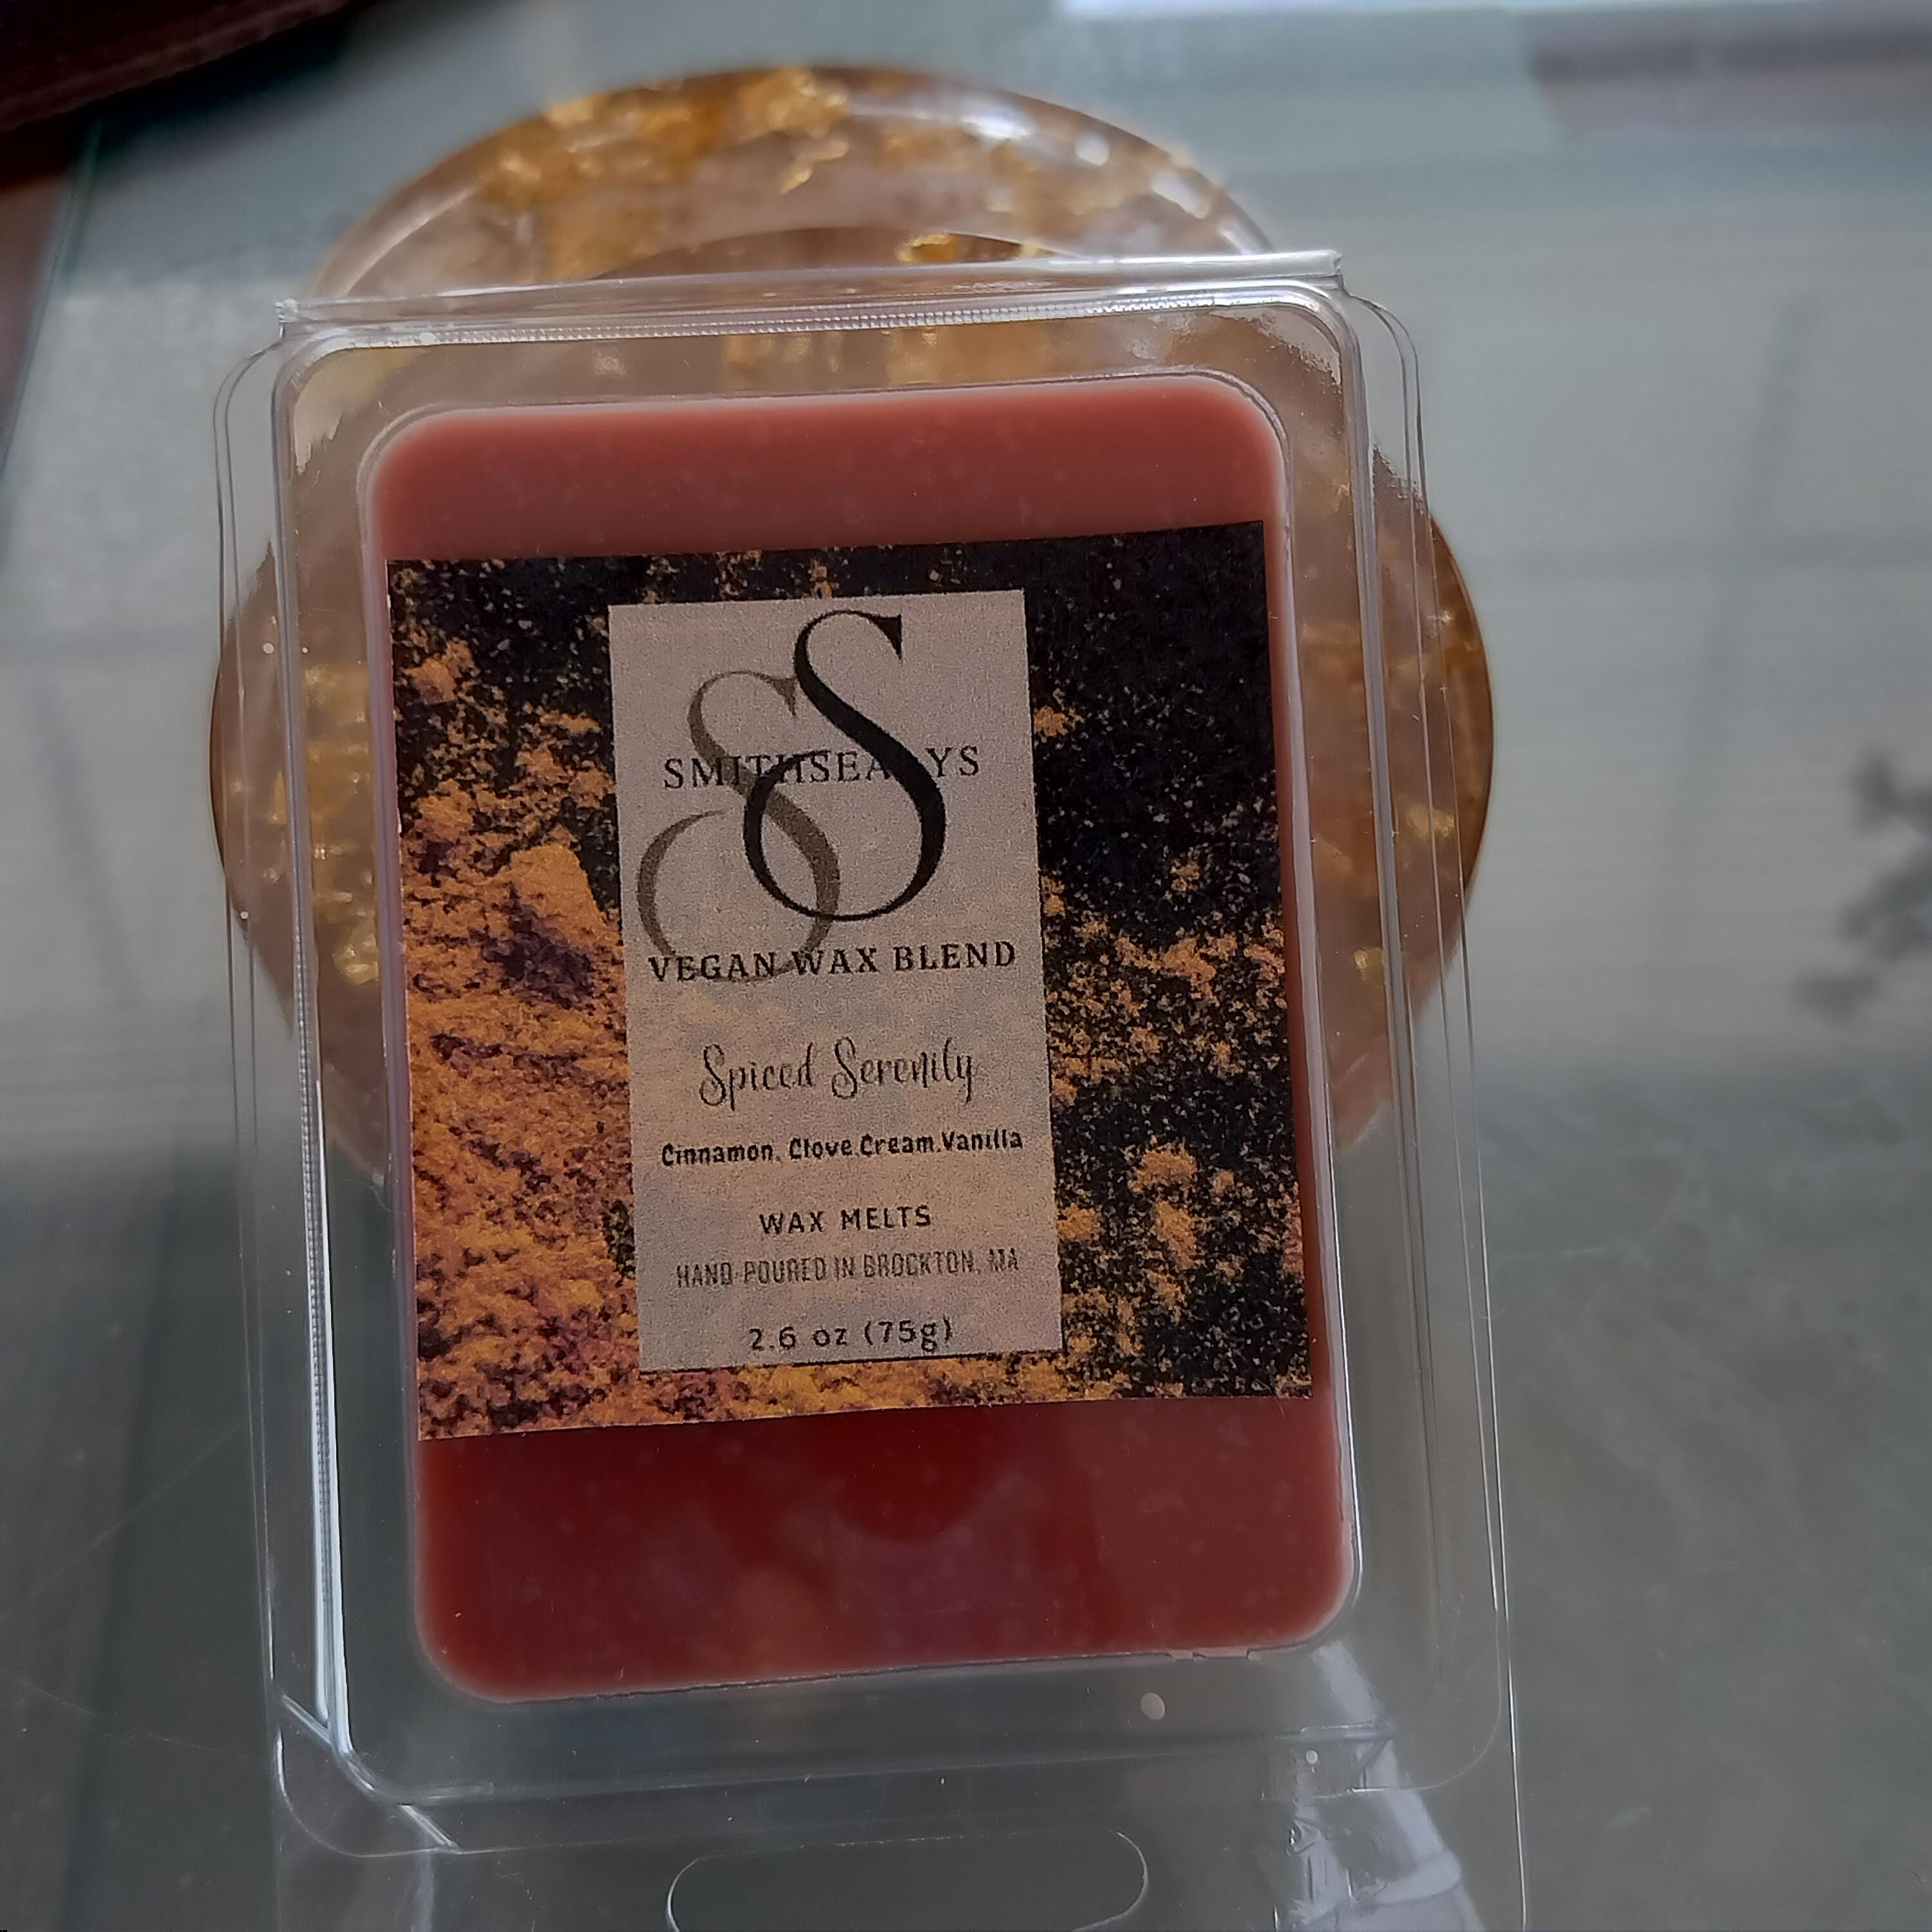 SS
VEGAN WAX BLEND
Spiced Serenity
Cinnamon, Clove.Cream.Vanilla
WAX MELTS
HAND-POURED IN BROCKTON, MA
2.6 oz (75g)